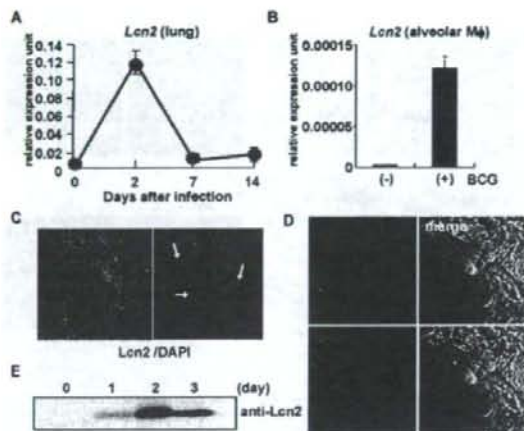 A
Lcn2 (lung)
relative expression unit
0.14
0.12
0.10
0.08
0.06
0.04
0.02
0
0 2 7 14
Days after infection
B
Lcn2 (alveolar Mϕ)
relative expression unit
0.00015
0.00010
0.00005
0
(-) (+) BCG
C
Lcn2 /DAPI
D
merge
E
0 1 2 3 (day)
anti-Lcn2